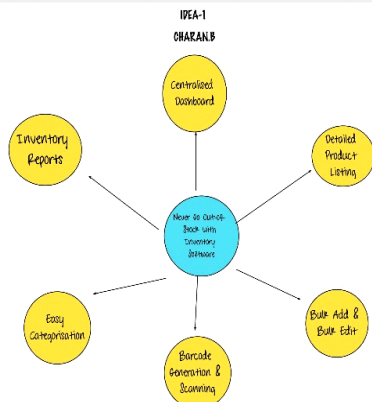 IDEA-1
CHARAN.B
Centralised
Dashboard
Inventory
Reports
Detailed
Product
Listing
Never Go Out-of-
Stock with
Inventory
Software
Easy
Categorisation
Bulk Add &
Bulk Edit
Barcode
Generation &
Scanning